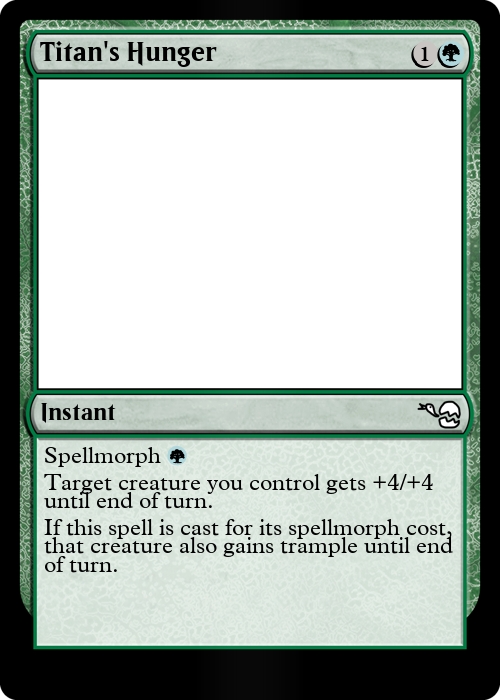 Titan's Hunger 1
Instant
Spellmorph
Target creature you control gets +4/+4
until end of turn.
If this spell is cast for its spellmorph cost,
that creature also gains trample until end
of turn.